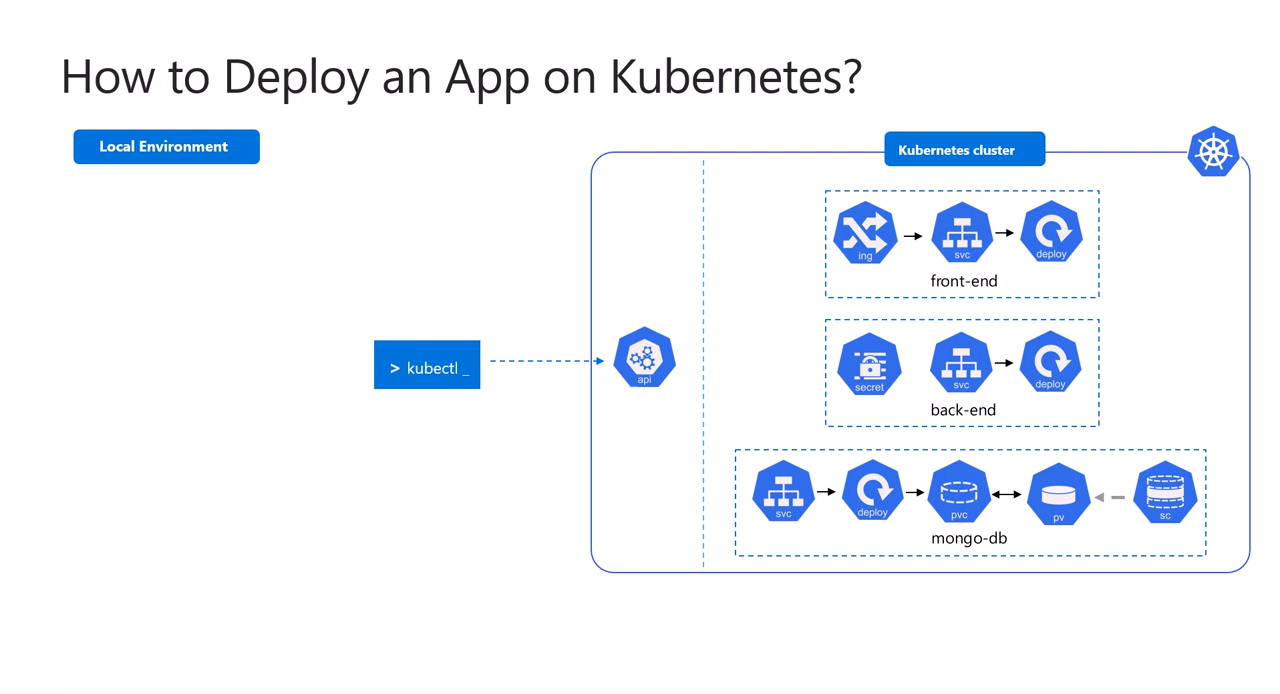 How to Deploy an App on Kubernetes?
Local Environment
Kubernetes cluster
ing
svc
deploy
front-end
> kubectl _
api
secret
svc
deploy
back-end
svc
deploy
pvc
pv
sc
mongo-db